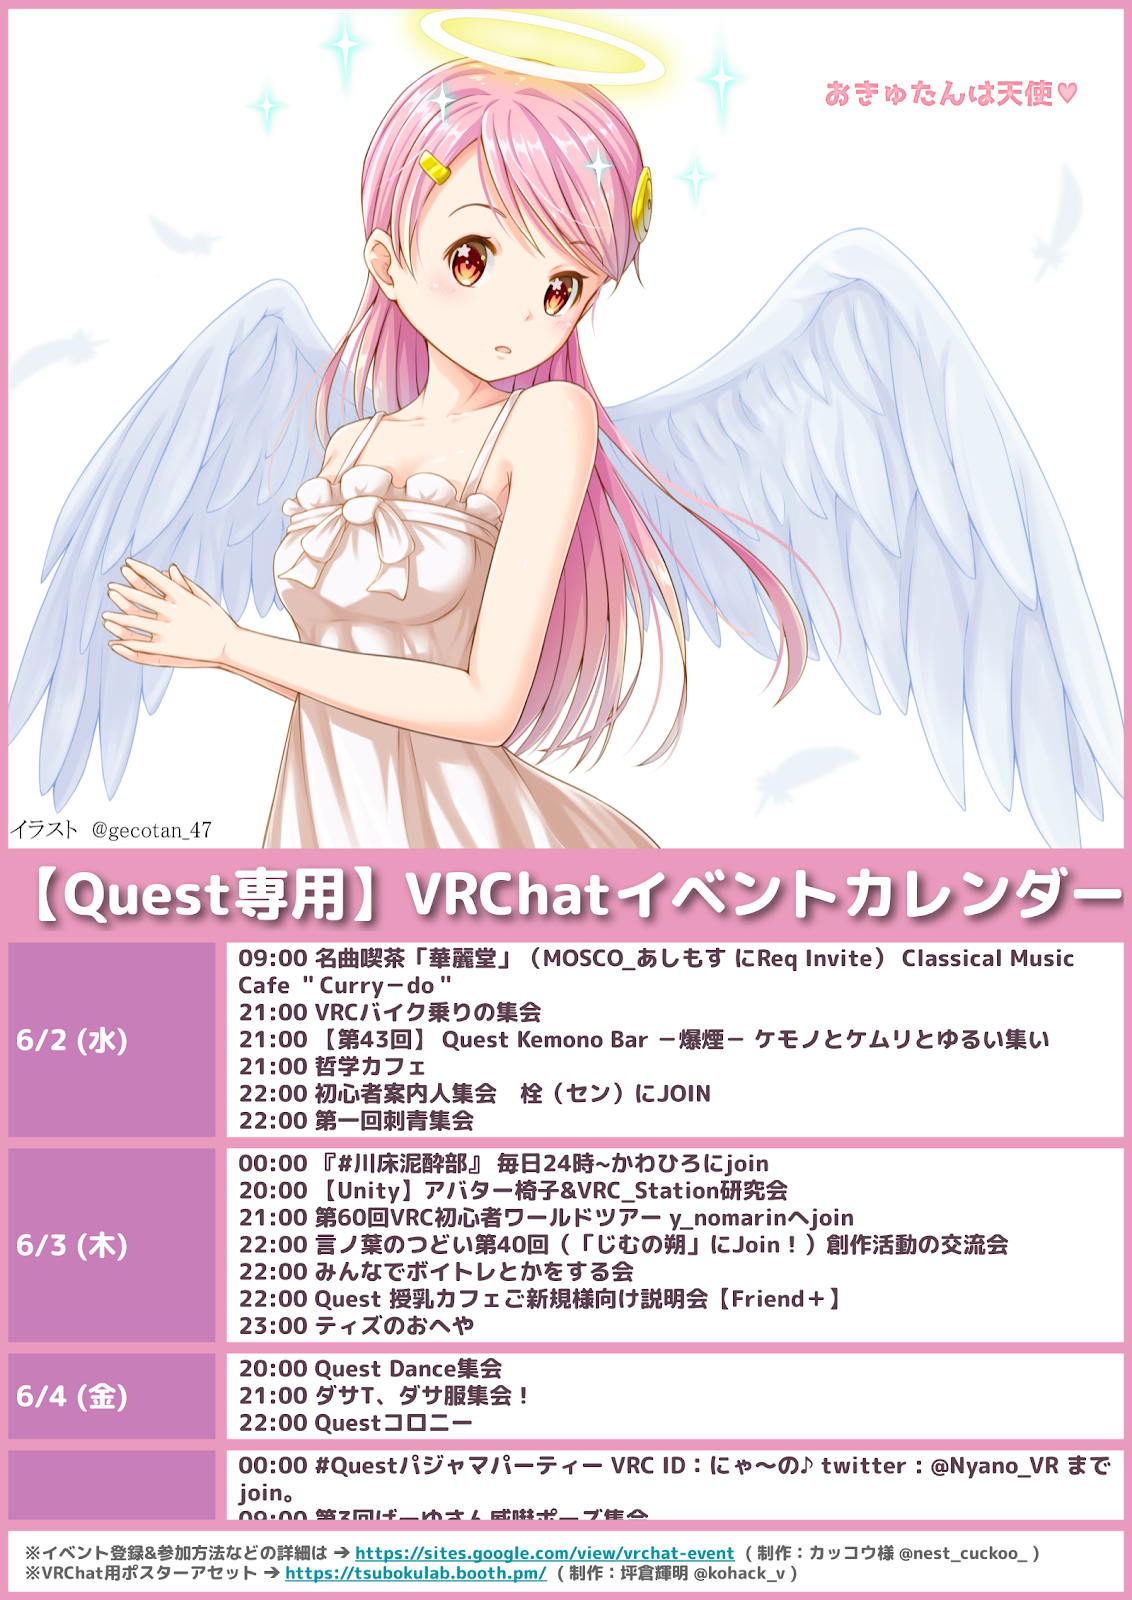 おきゅたんは天使♥
イラスト @gecotan_47
【Quest専用】VRChatイベントカレンダー
6/2 (水)
09:00 名曲喫茶「華麗堂」（MOSCO_あしもす にReq Invite） Classical Music
Cafe ＂Curry－do＂
21:00 VRCバイク乗りの集会
21:00 【第43回】 Quest Kemono Bar －爆煙－ ケモノとケムリとゆるい集い
21:00 哲学カフェ
22:00 初心者案内人集会　栓（セン）にJOIN
22:00 第一回刺青集会
6/3 (木)
00:00 『#川床泥酔部』 毎日24時~かわひろにjoin
20:00 【Unity】アバター椅子&VRC_Station研究会
21:00 第60回VRC初心者ワールドツアー y_nomarinへjoin
22:00 言ノ葉のつどい第40回（「じむの朔」にJoin！）創作活動の交流会
22:00 みんなでボイトレとかをする会
22:00 Quest 授乳カフェご新規様向け説明会【Friend＋】
23:00 ティズのおへや
6/4 (金)
20:00 Quest Dance集会
21:00 ダサT、ダサ服集会！
22:00 Questコロニー
00:00 #Questパジャマパーティー VRC ID：にゃ～の♪ twitter：@Nyano_VR まで
join。
09:00 第3回ばーゆさん威嚇ポーズ集会
※イベント登録&参加方法などの詳細は → https://sites.google.com/view/vrchat-event （制作：カッコウ様 @nest_cuckoo_）
※VRChat用ポスターアセット → https://tsubokulab.booth.pm/ （制作：坪倉輝明 @kohack_v）